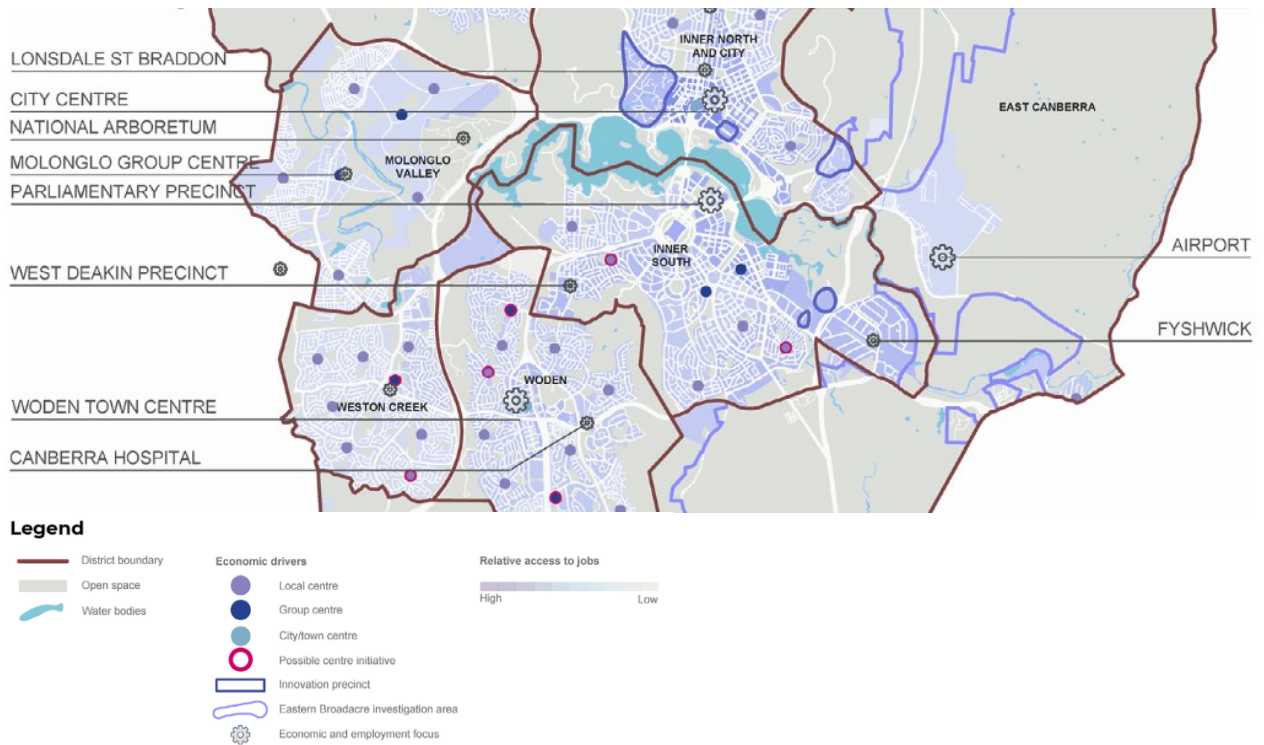 LONSDALE ST BRADDON
CITY CENTRE
NATIONAL ARBORETUM
MOLONGLO GROUP CENTRE
PARLIAMENTARY PRECINCT
WEST DEAKIN PRECINCT
WODEN TOWN CENTRE
CANBERRA HOSPITAL
INNER NORTH
AND CITY
EAST CANBERRA
MOLONGLO
VALLEY
INNER
SOUTH
WODEN
WESTON CREEK
AIRPORT
FYSHWICK
Legend
District boundary
Open space
Water bodies
Economic drivers
Local centre
Group centre
City/town centre
Possible centre initiative
Innovation precinct
Eastern Broadacre investigation area
Economic and employment focus
Relative access to jobs
High
Low